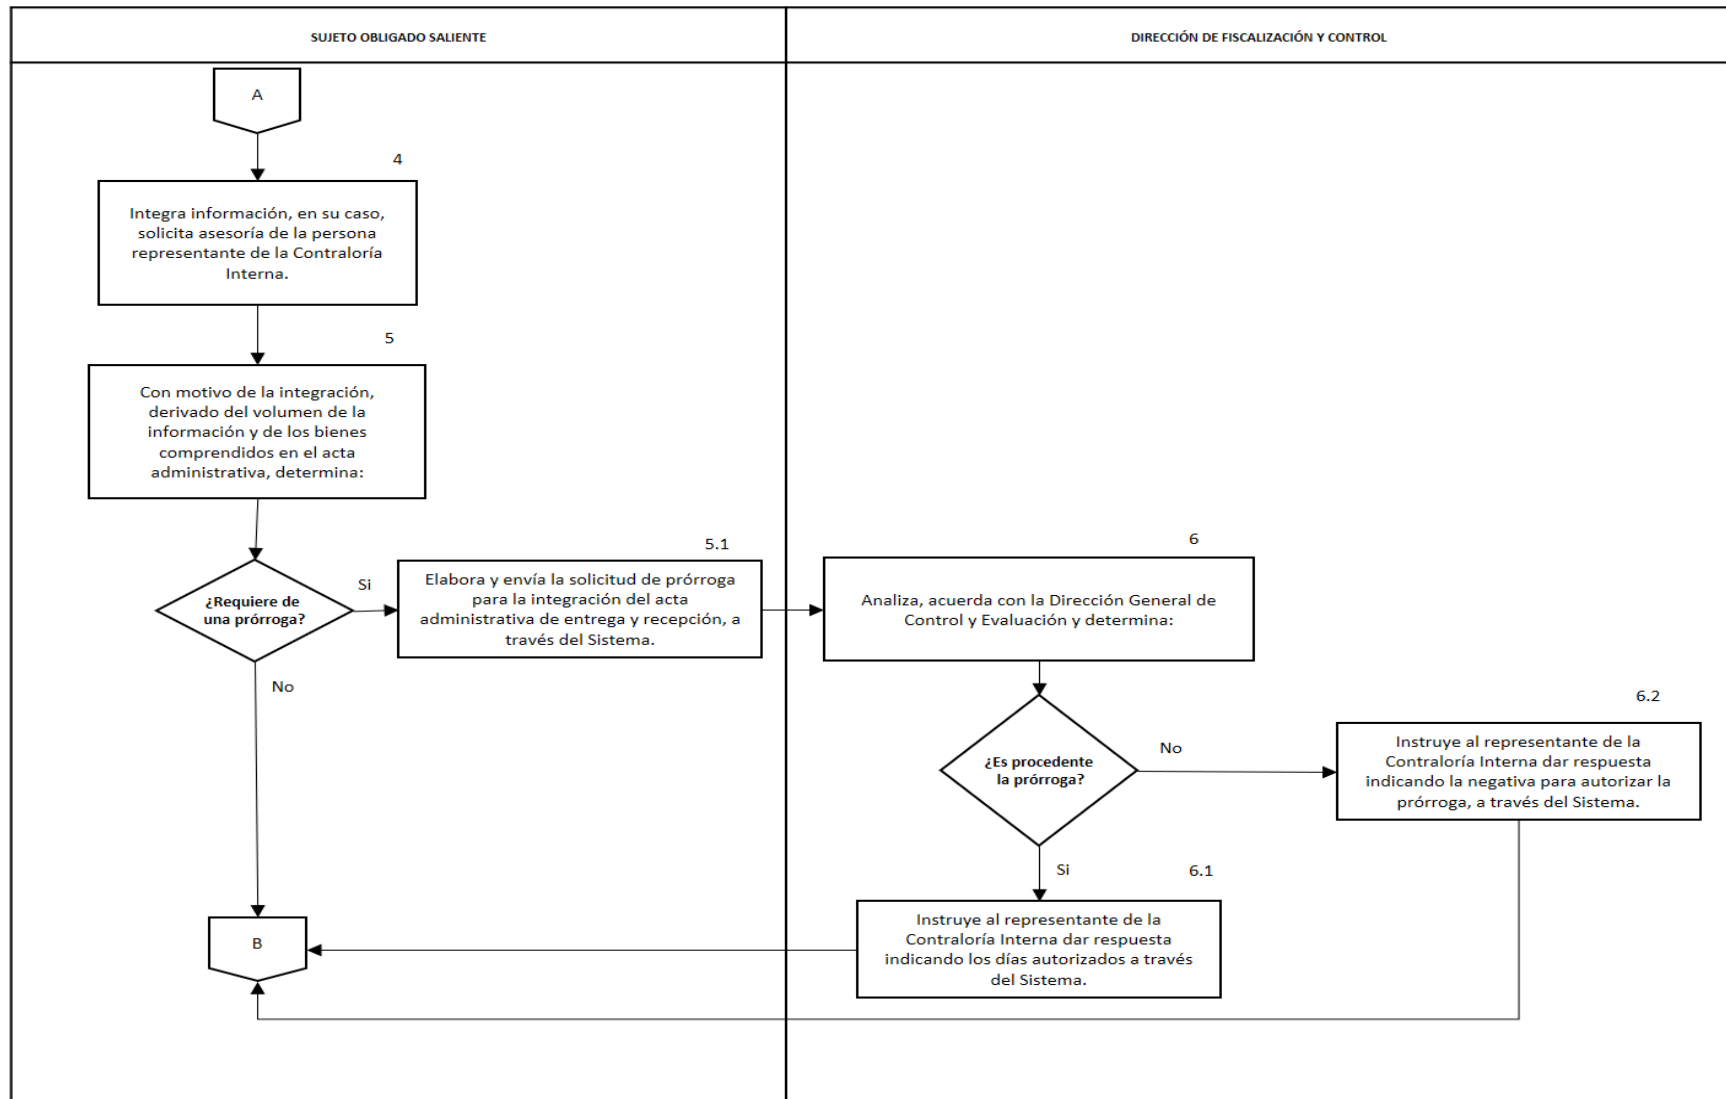 SUJETO OBLIGADO SALIENTE
DIRECCIÓN DE FISCALIZACIÓN Y CONTROL
A
4
Integra información, en su caso,
solicita asesoría de la persona
representante de la Contraloría
Interna.
5
Con motivo de la integración,
derivado del volumen de la
información y de los bienes
comprendidos en el acta
administrativa, determina:
¿Requiere de
una prórroga?
Si
No
5.1
Elabora y envía la solicitud de prórroga
para la integración del acta
administrativa de entrega y recepción, a
través del Sistema.
6
Analiza, acuerda con la Dirección General de
Control y Evaluación y determina:
¿Es procedente
la prórroga?
No
6.2
Instruye al representante de la
Contraloría Interna dar respuesta
indicando la negativa para autorizar la
prórroga, a través del Sistema.
Si
6.1
Instruye al representante de la
Contraloría Interna dar respuesta
indicando los días autorizados a través
del Sistema.
B